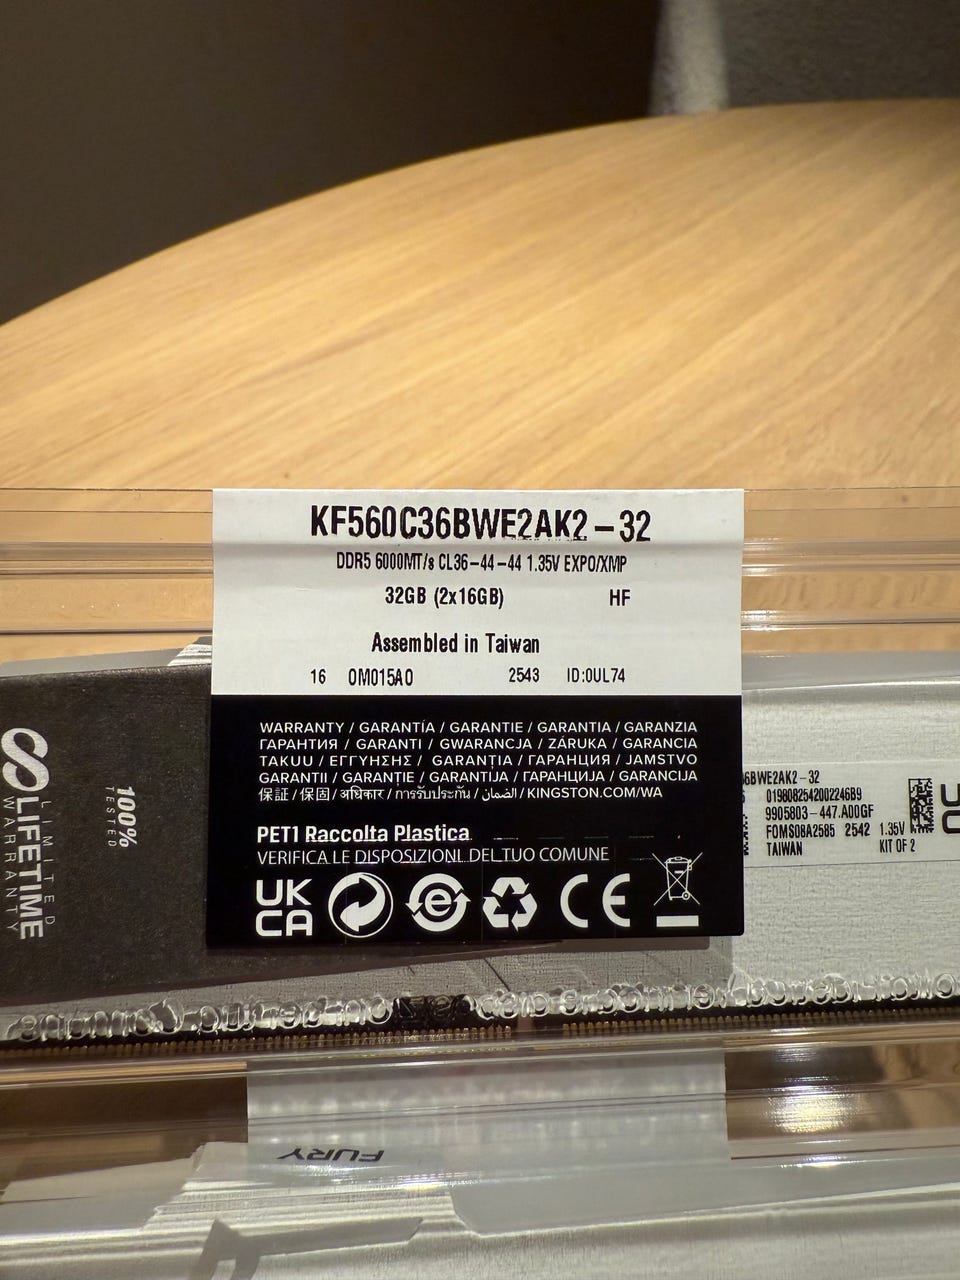 KF560C36BWE2AK2-32
DDR5 6000MT/s CL36-44-44 1.35V EXPO/XMP
32GB (2x16GB) HF
Assembled in Taiwan
16 0M015A0 2543 ID:0UL74
WARRANTY / GARANTÍA / GARANTIE / GARANTIA / GARANZIA
ГАРАНТИЯ / GARANTI / GWARANCJA / ZÁRUKA / GARANCIA
TAKUU / ΕΓΓΥΗΣΗΣ / GARANȚIA / ГАРАНЦИЯ / JAMSTVO
GARANTII / GARANTIE / GARANTIJA / ГАРАНЦИЈА / GARANCIJA
保証 / 保固 / अधिकार / การรับประกัน / الضمان / KINGSTON.COM/WA
PET1 Raccolta Plastica
VERIFICA LE DISPOSIZIONI DEL TUO COMUNE
UK
CA
CE
LIMITED
LIFETIME
WARRANTY
100%
TESTED
6BWE2AK2-32
01980825420022​46B9
9905803-447.A00GF
F0MS08A2585 2542 1.35V
TAIWAN KIT OF 2
FURY